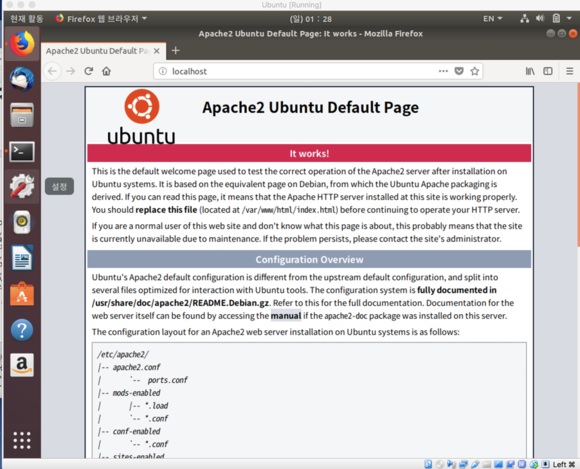 Ubuntu [Running]
현재 활동 Firefox 웹 브라우저 (일) 01 : 28 EN
Apache2 Ubuntu Default Page: It works - Mozilla Firefox
Apache2 Ubuntu Default Pa
localhost
ubuntu
Apache2 Ubuntu Default Page
It works!
This is the default welcome page used to test the correct operation of the Apache2 server after installation on
Ubuntu systems. It is based on the equivalent page on Debian, from which the Ubuntu Apache packaging is
derived. If you can read this page, it means that the Apache HTTP server installed at this site is working properly.
You should replace this file (located at /var/www/html/index.html) before continuing to operate your HTTP server.
설정
If you are a normal user of this web site and don't know what this page is about, this probably means that the site
is currently unavailable due to maintenance. If the problem persists, please contact the site's administrator.
Configuration Overview
Ubuntu's Apache2 default configuration is different from the upstream default configuration, and split into
several files optimized for interaction with Ubuntu tools. The configuration system is fully documented in
/usr/share/doc/apache2/README.Debian.gz. Refer to this for the full documentation. Documentation for the
web server itself can be found by accessing the manual if the apache2-doc package was installed on this server.
The configuration layout for an Apache2 web server installation on Ubuntu systems is as follows:
/etc/apache2/
|-- apache2.conf
| `-- ports.conf
|-- mods-enabled
| |-- *.load
| `-- *.conf
|-- conf-enabled
| `-- *.conf
|-- sites-enabled
Left ⌘